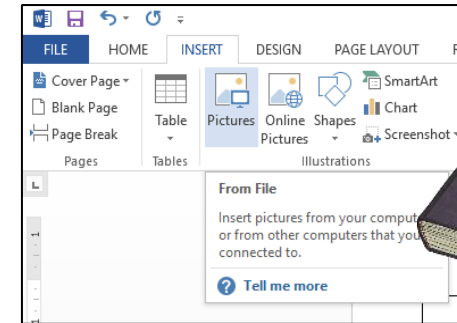 FILE HOME INSERT DESIGN PAGE LAYOUT
Cover Page
Blank Page
Page Break
Pages
Table
Tables
Pictures
Online Pictures
Shapes
SmartArt
Chart
Screenshot
Illustrations
From File
Insert pictures from your
or from other computers that
connected to.
Tell me more
1